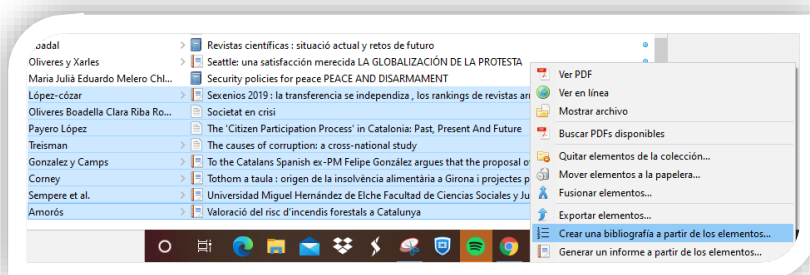 Abadal
Revistas científicas : situació actual y retos de futuro
Oliveres y Xarles
Seattle: una satisfacción merecida LA GLOBALIZACIÓN DE LA PROTESTA
Maria Julià Eduardo Melero Chl...
Security policies for peace PEACE AND DISARMAMENT
López-cózar
Sexenios 2019 : la transferencia se independiza , los rankings de revistas
Oliveres Boadella Clara Riba Ro...
Societat en crisi
Payero López
The 'Citizen Participation Process' in Catalonia: Past, Present And Future
Treisman
The causes of corruption: a cross-national study
Gonzalez y Camps
To the Catalans Spanish ex-PM Felipe González argues that the proposal
Corney
Tothom a taula : origen de la insolvència alimentària a Girona i projectes
Sempere et al.
Universidad Miguel Hernández de Elche Facultad de Ciencias Sociales y Ju
Amorós
Valoració del risc d'incendis forestals a Catalunya
Ver PDF
Ver en línea
Mostrar archivo
Buscar PDFs disponibles
Quitar elementos de la colección...
Mover elementos a la papelera...
Fusionar elementos...
Exportar elementos...
Crear una bibliografía a partir de los elementos...
Generar un informe a partir de los elementos...